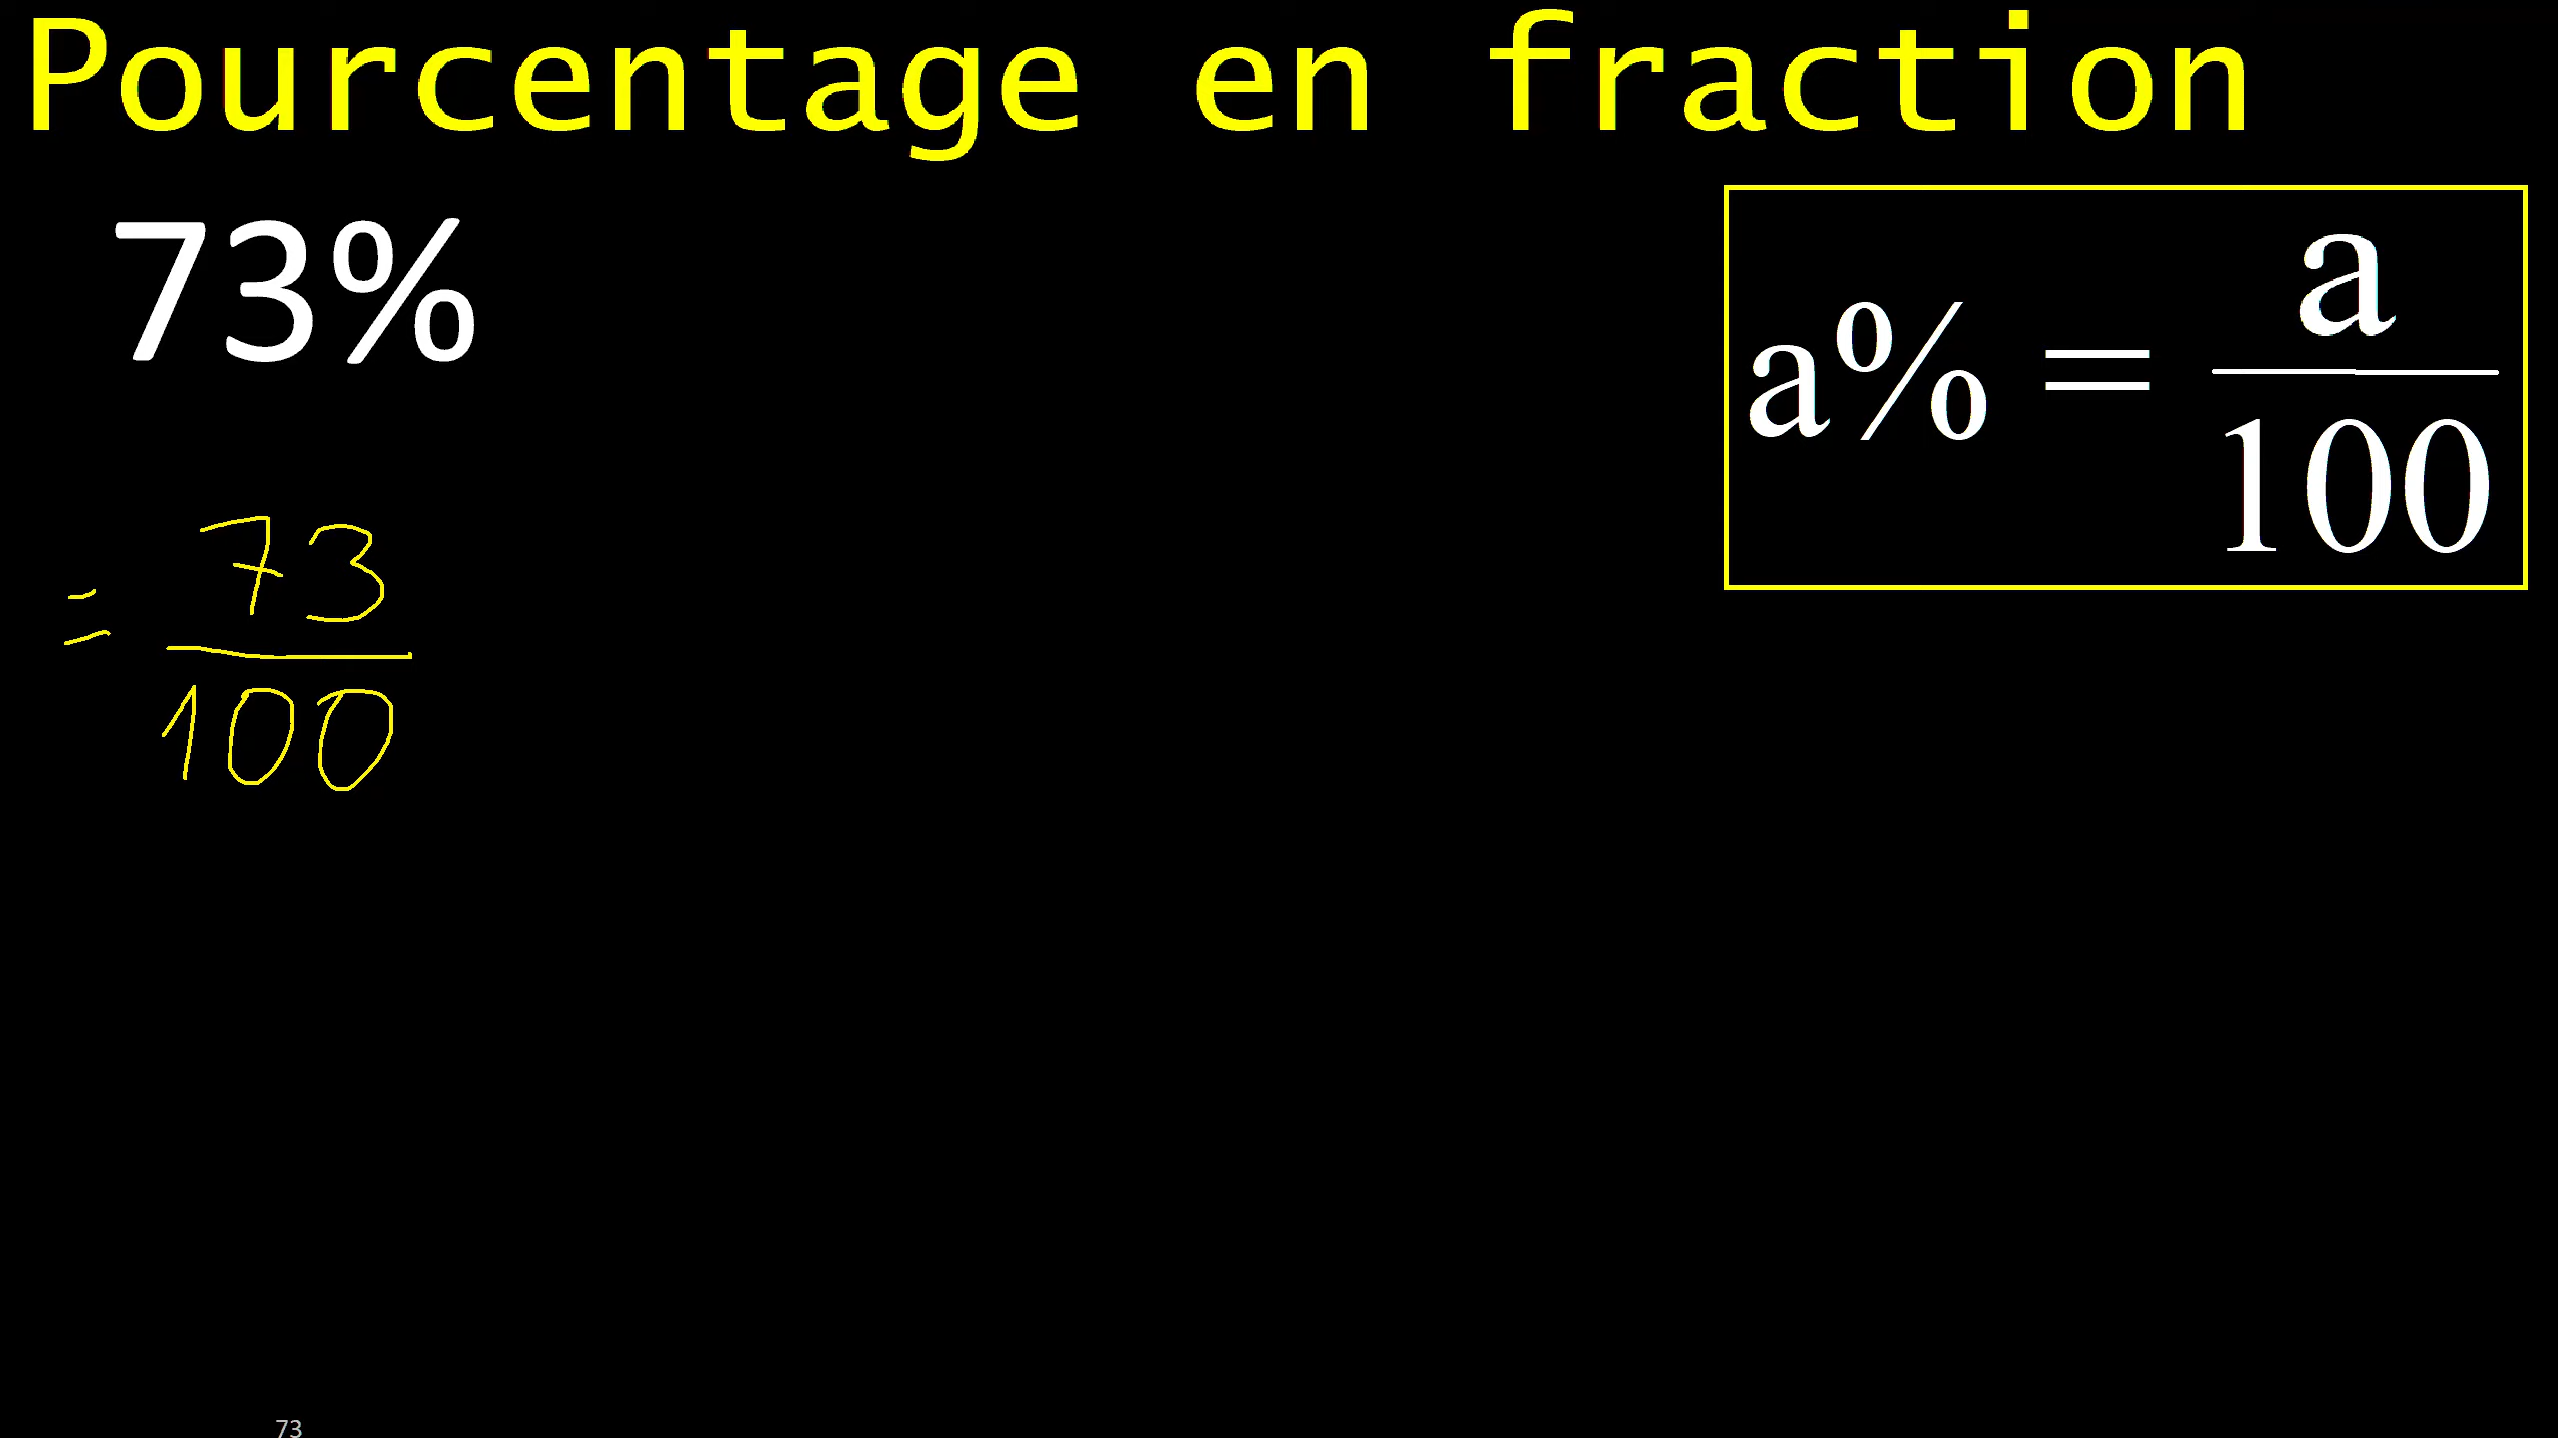 Pourcentage en fraction
73%
a% = a/100
= 73/100
73